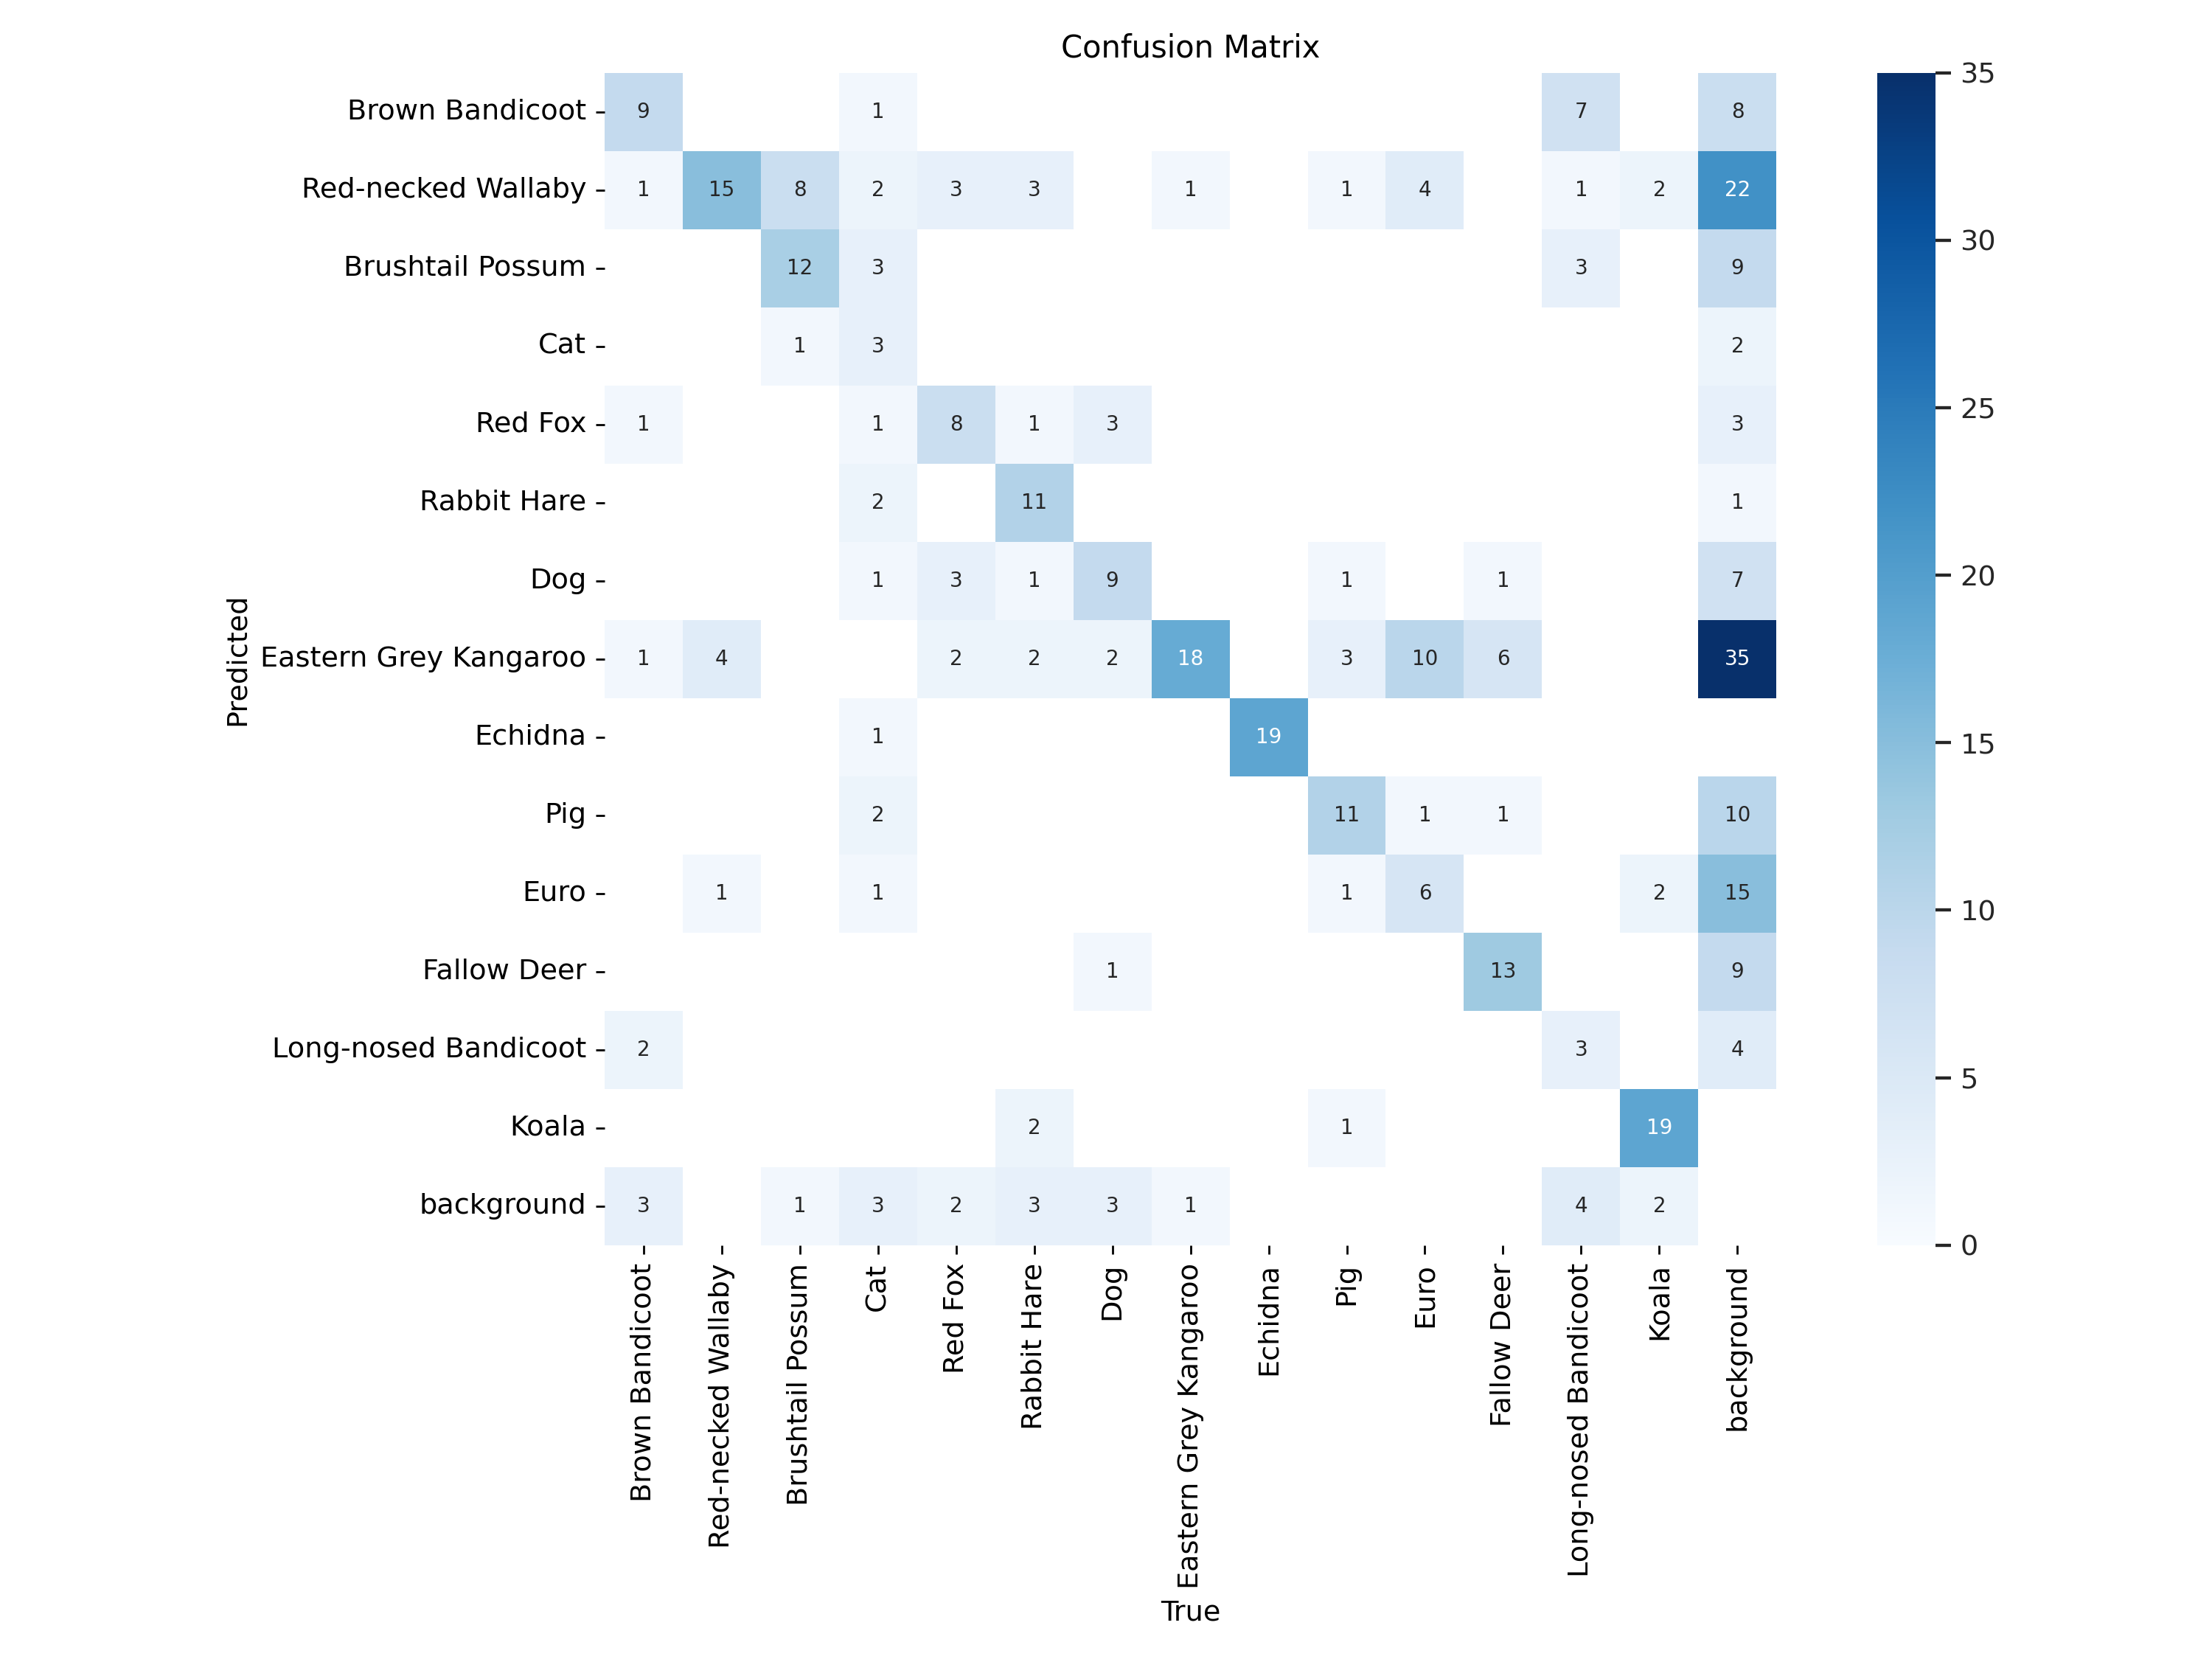 Confusion Matrix
Brown Bandicoot 9 1 7 8
Red-necked Wallaby 1 15 8 2 3 3 1 1 4 1 2 22
Brushtail Possum 12 3 3 9
Cat 1 3 2
Red Fox 1 1 8 1 3 3
Rabbit Hare 2 11 1
Dog 1 3 1 9 1 1 7
Eastern Grey Kangaroo 1 4 2 2 2 18 3 10 6 35
Echidna 1 19
Pig 2 11 1 1 10
Euro 1 1 1 6 2 15
Fallow Deer 1 13 9
Long-nosed Bandicoot 2 3 4
Koala 2 1 19
background 3 1 3 2 3 3 1 4 2
Predicted
Brown Bandicoot
Red-necked Wallaby
Brushtail Possum
Cat
Red Fox
Rabbit Hare
Dog
Eastern Grey Kangaroo
Echidna
Pig
Euro
Fallow Deer
Long-nosed Bandicoot
Koala
background
True
35
30
25
20
15
10
5
0